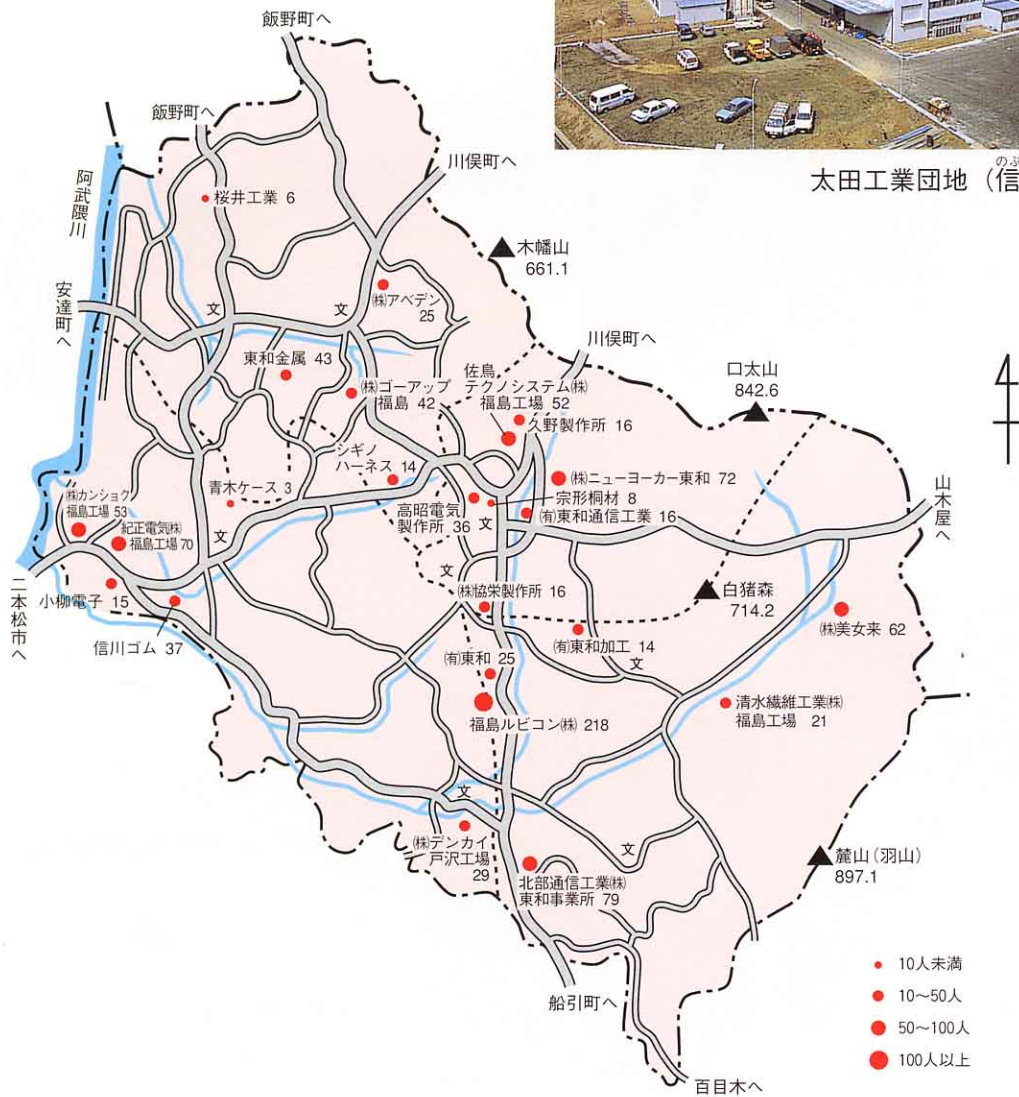 飯野町へ
飯野町へ
川俣町へ
太田工業団地（信
のぶ
阿武隈川
桜井工業 6
木幡山
661.1
安達町へ
文
文
㈱アベデン
25
川俣町へ
東和金属 43
佐鳥
テクノシステム㈱
福島工場 52
口太山
842.6
㈱ゴーアップ
福島 42
久野製作所 16
シギノ
ハーネス 14
㈱ニューヨーカー東和 72
山木屋へ
㈱カンショク
福島工場 53
青木ケース 3
宗形桐材 8
高昭電気
製作所 36
文
㈲東和通信工業 16
紀正電気㈱
福島工場 70
文
文
小柳電子 15
㈱協栄製作所 16
白猪森
714.2
二本松市へ
信川ゴム 37
㈲東和加工 14
㈱美女来 62
文
㈲東和 25
清水繊維工業㈱
福島工場 21
福島ルビコン㈱ 218
文
㈱デンカイ
戸沢工場
29
文
麓山（羽山）
897.1
北部通信工業㈱
東和事業所 79
船引町へ
百目木へ
10人未満
10〜50人
50〜100人
100人以上